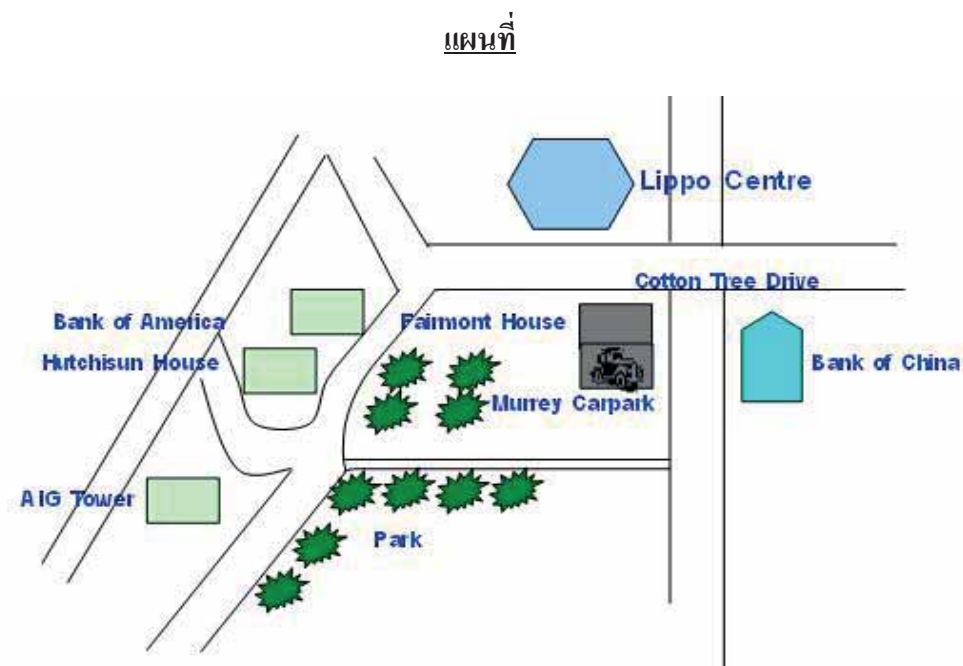 แผนที่
Lippo Centre
Cotton Tree Drive
Bank of America
Fairmont House
Hutchisun House
Bank of China
Murrey Carpark
AIG Tower
Park